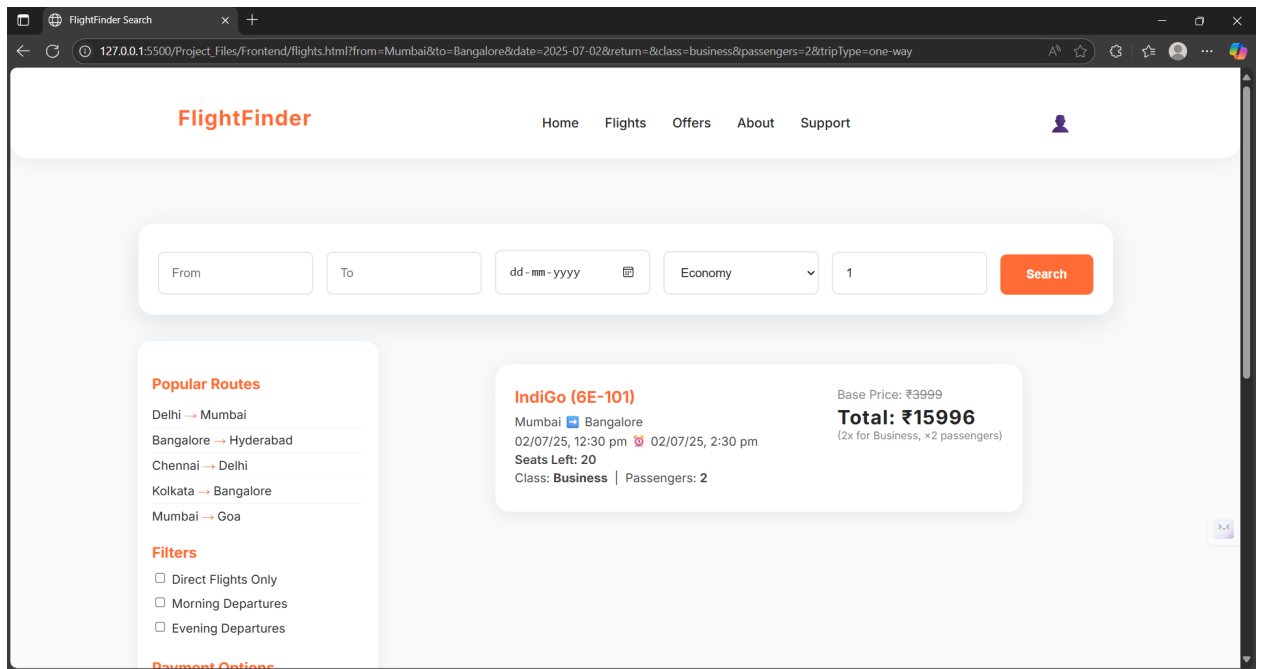 FlightFinder Search
127.0.0.1:5500/Project_Files/Frontend/flights.html?from=Mumbai&to=Bangalore&date=2025-07-02&return=&class=business&passengers=2&tripType=one-way
FlightFinder
Home Flights Offers About Support
From To dd-mm-yyyy Economy 1 Search
Popular Routes
Delhi → Mumbai
Bangalore → Hyderabad
Chennai → Delhi
Kolkata → Bangalore
Mumbai → Goa
Filters
Direct Flights Only
Morning Departures
Evening Departures
Payment Options
IndiGo (6E-101)
Mumbai ➡️ Bangalore
02/07/25, 12:30 pm ⏰ 02/07/25, 2:30 pm
Seats Left: 20
Class: Business | Passengers: 2
Base Price: ₹3999
Total: ₹15996
(2x for Business, ×2 passengers)